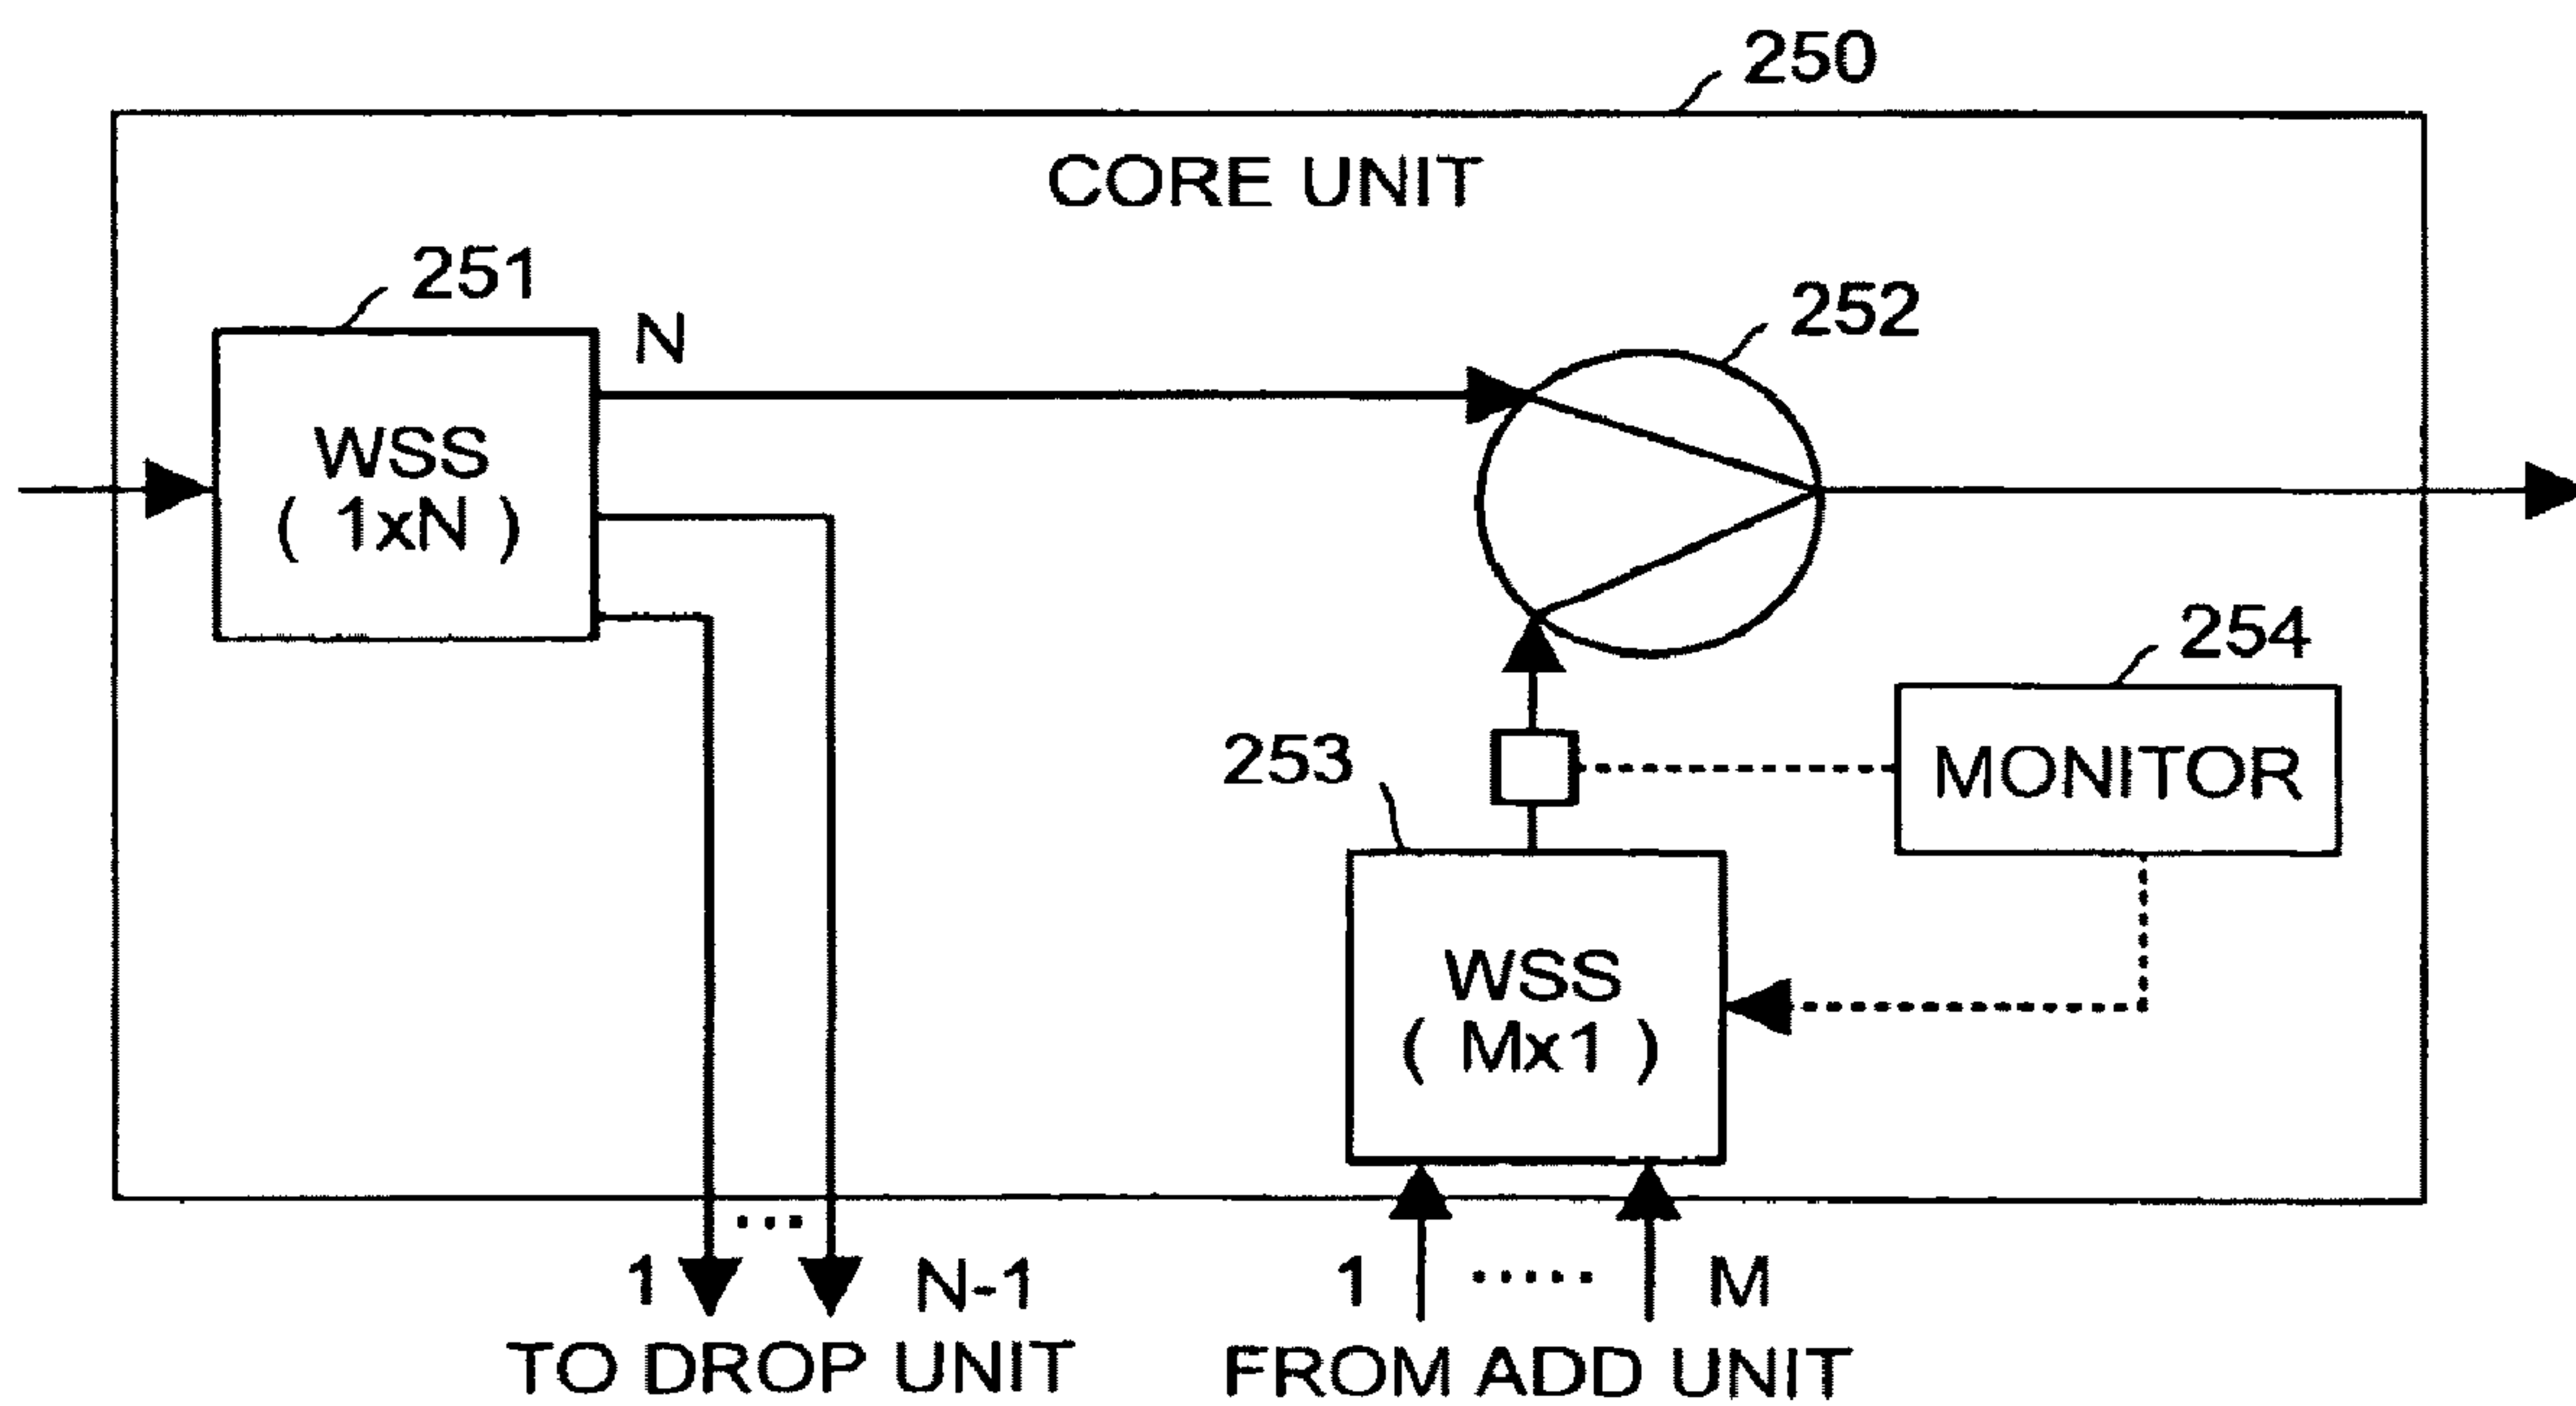 250
CORE UNIT
251
N
252
WSS
( 1xN )
254
253
MONITOR
WSS
( Mx1 )
1 ... N-1
TO DROP UNIT
1 ..... M
FROM ADD UNIT